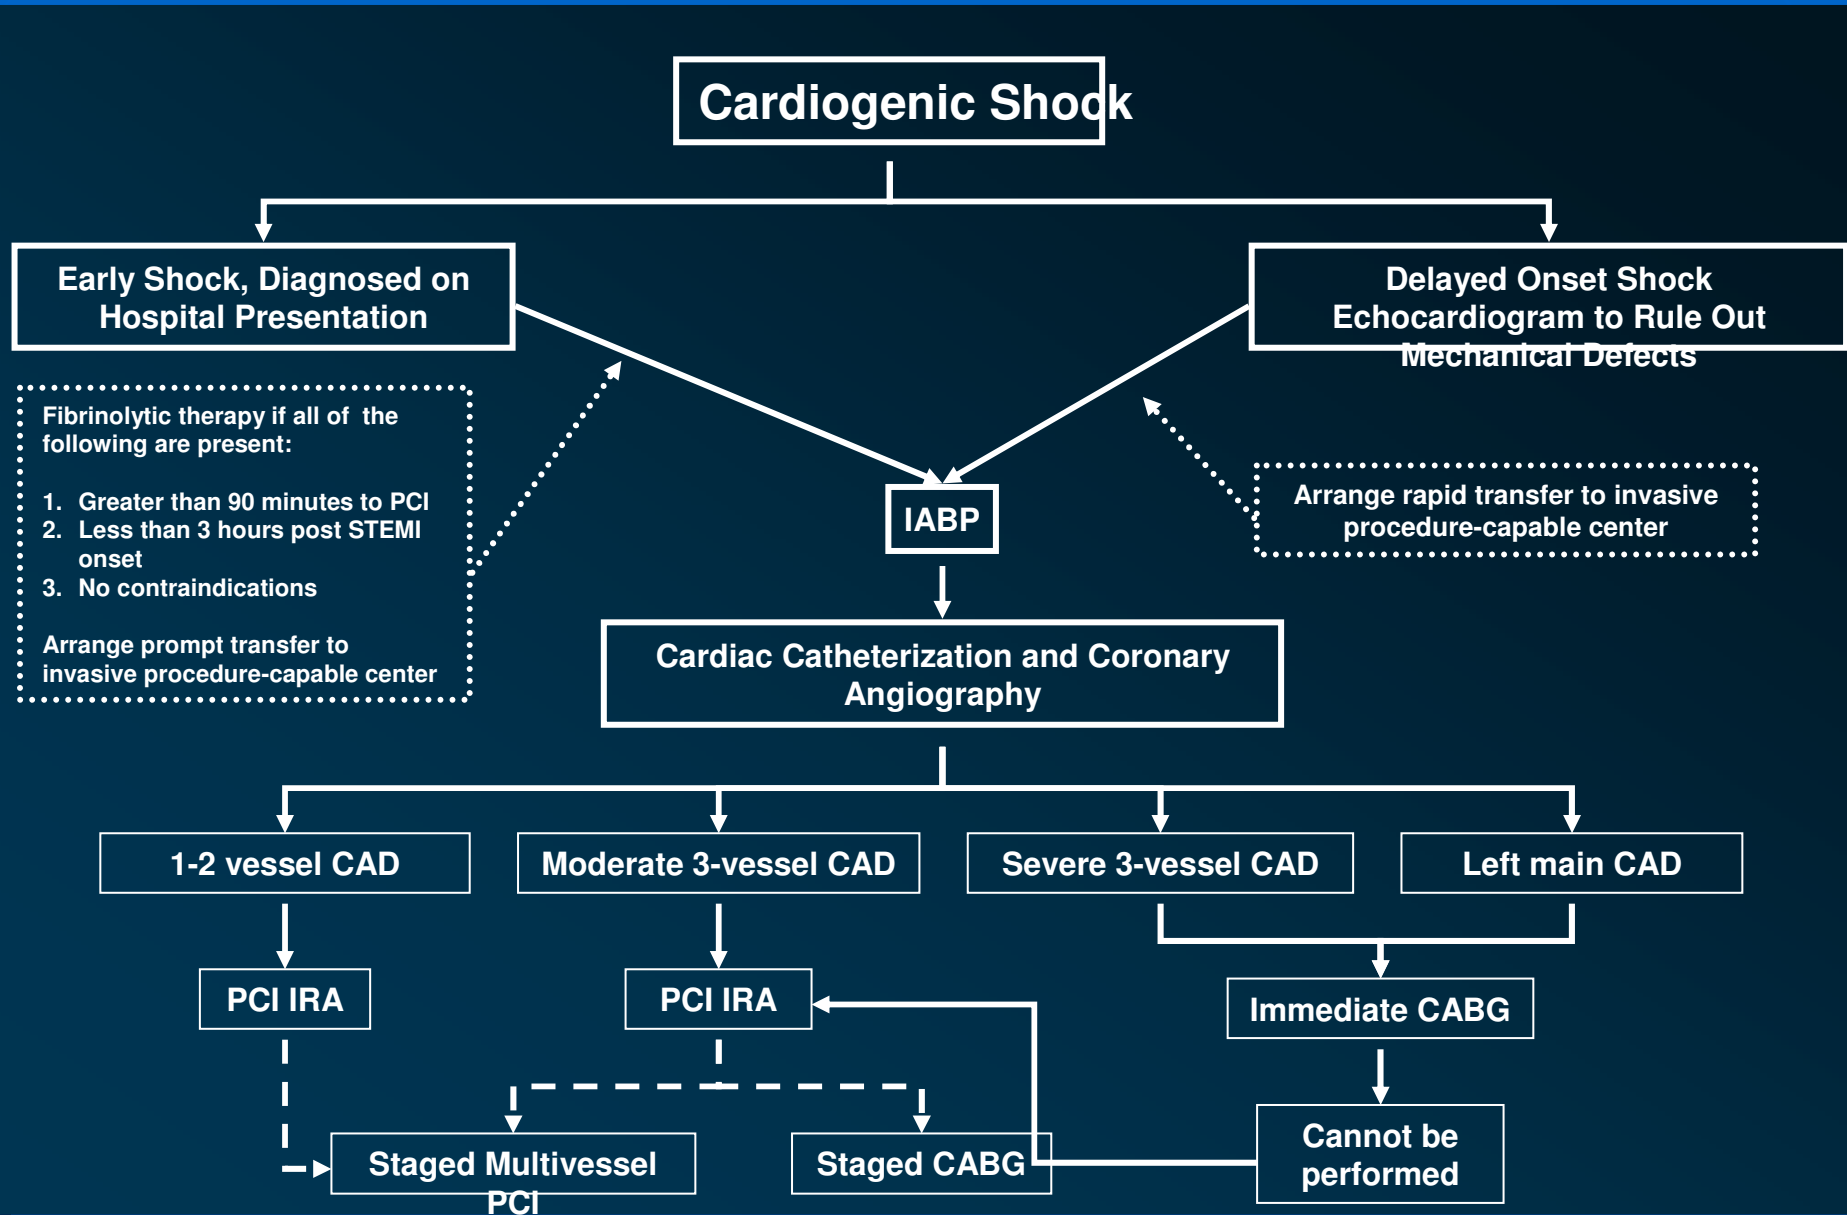 Cardiogenic Shock
Early Shock, Diagnosed on
Hospital Presentation
Delayed Onset Shock
Echocardiogram to Rule Out
Mechanical Defects
Fibrinolytic therapy if all of the
following are present:
1. Greater than 90 minutes to PCI
2. Less than 3 hours post STEMI
onset
3. No contraindications
Arrange prompt transfer to
invasive procedure-capable center
IABP
Arrange rapid transfer to invasive
procedure-capable center
Cardiac Catheterization and Coronary
Angiography
1-2 vessel CAD
Moderate 3-vessel CAD
Severe 3-vessel CAD
Left main CAD
PCI IRA
PCI IRA
Immediate CABG
Staged Multivessel
PCI
Staged CABG
Cannot be
performed